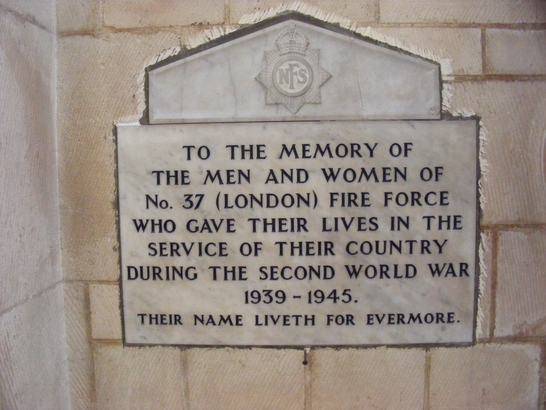 NFS
TO THE MEMORY OF
THE MEN AND WOMEN OF
No. 37 (LONDON) FIRE FORCE
WHO GAVE THEIR LIVES IN THE
SERVICE OF THEIR COUNTRY
DURING THE SECOND WORLD WAR
1939-1945.
THEIR NAME LIVETH FOR EVERMORE.